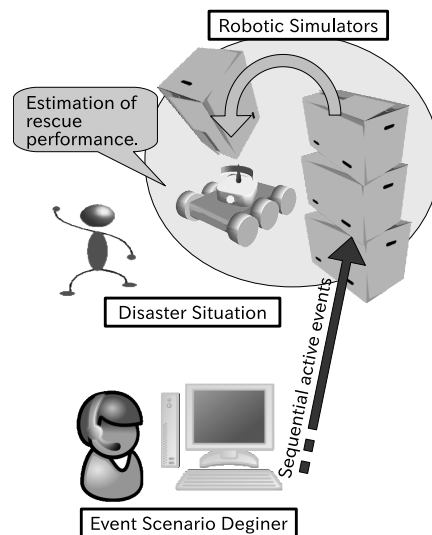 Robotic Simulators
Estimation of
rescue
performance.
Disaster Situation
Sequential active events
Event Scenario Deginer